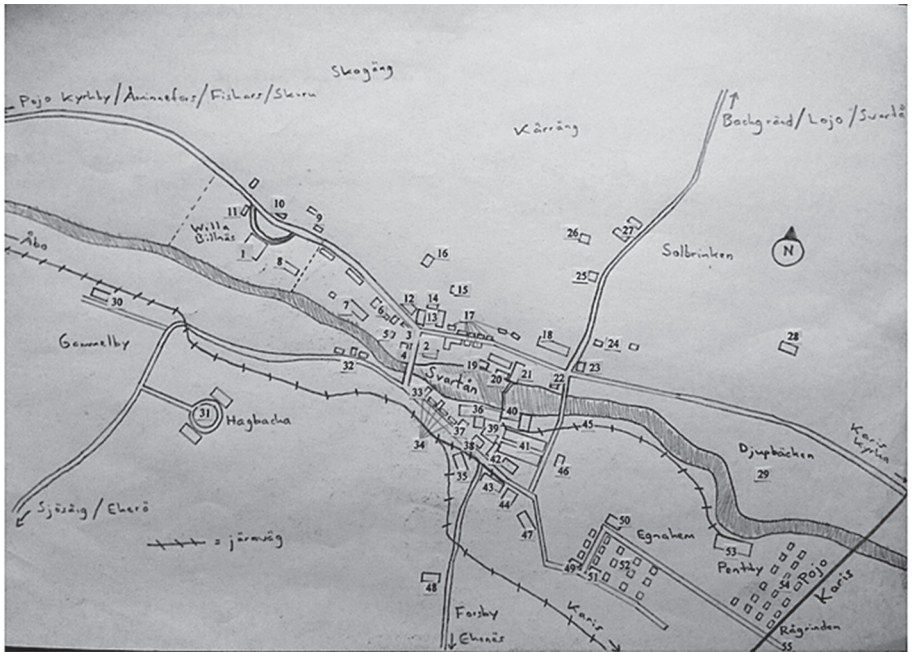 Skogäng
Pojo Kyrkby/Åminnefors/Fiskars/Skuru
Kärräng
Backgränd/Lojo/Svartå
11
10
9
Willa
Billnäs
1
8
26
27
Salbrinken
N
Åbo
16
25
30
7
6
12
14
15
13
17
5
3
4
2
18
24
28
Gammelby
32
19
20
21
22
23
Svartån
31
Hagbacka
33
34
36
37
38
39
40
41
42
45
Karis
Kyrka
Djupbäcken
29
35
43
44
46
Sjösäng/Ekerö
= järnväg
47
50
Egnahem
53
Pentby
49
51
52
54
Pojo
Karis
48
Forsby
Ekenäs
Karis
Rågrinden
55